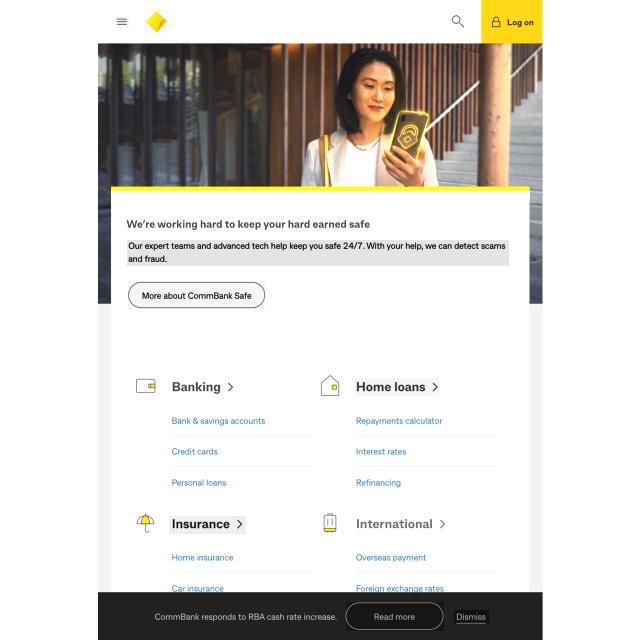 Log on
We're working hard to keep your hard earned safe
Our expert teams and advanced tech help keep you safe 24/7. With your help, we can detect scams
and fraud.
More about CommBank Safe
Banking
Home loans
Bank & savings accounts
Repayments calculator
Credit cards
Interest rates
Personal loans
Refinancing
Insurance
International
Home insurance
Overseas payment
Car insurance
Foreign exchange rates
CommBank responds to RBA cash rate increase.
Read more
Dismiss